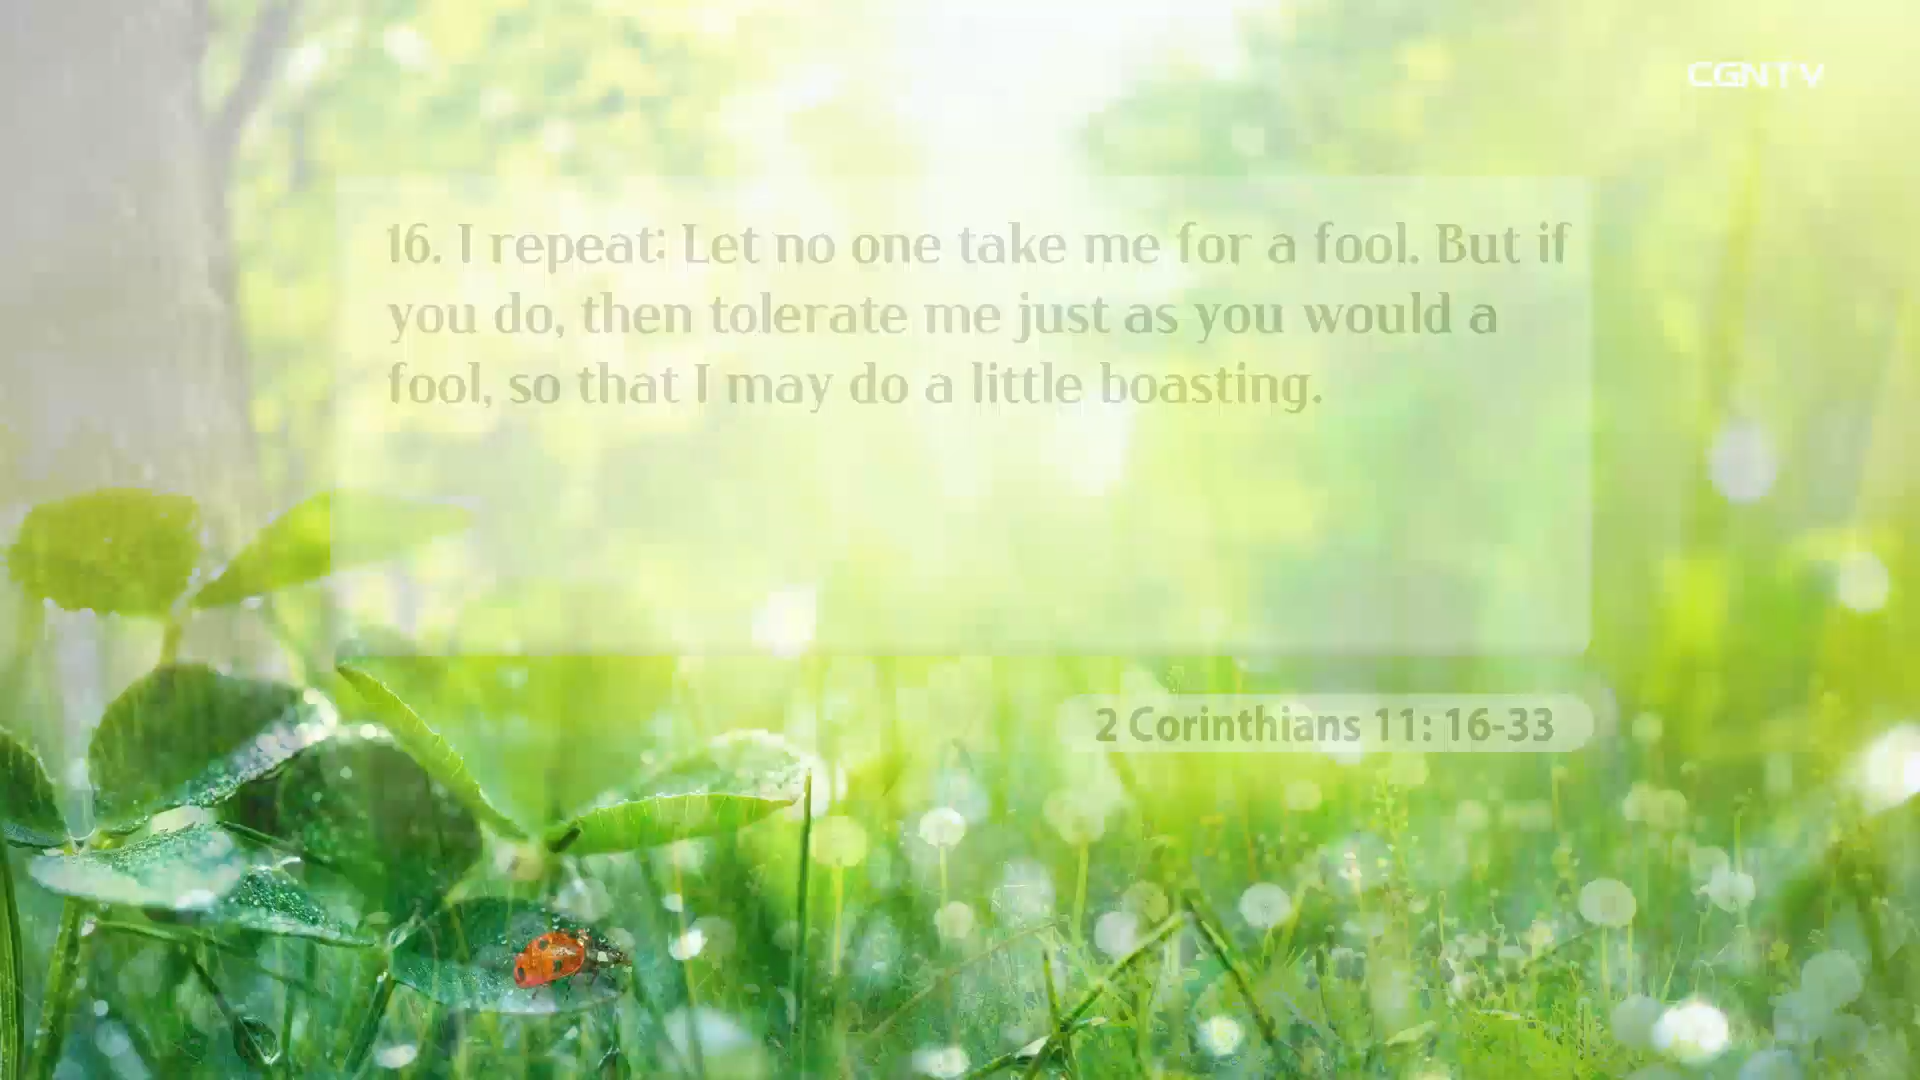 CGNTV
16. I repeat: Let no one take me for a fool. But if
you do, then tolerate me just as you would a
fool, so that I may do a little boasting.
2 Corinthians 11: 16-33